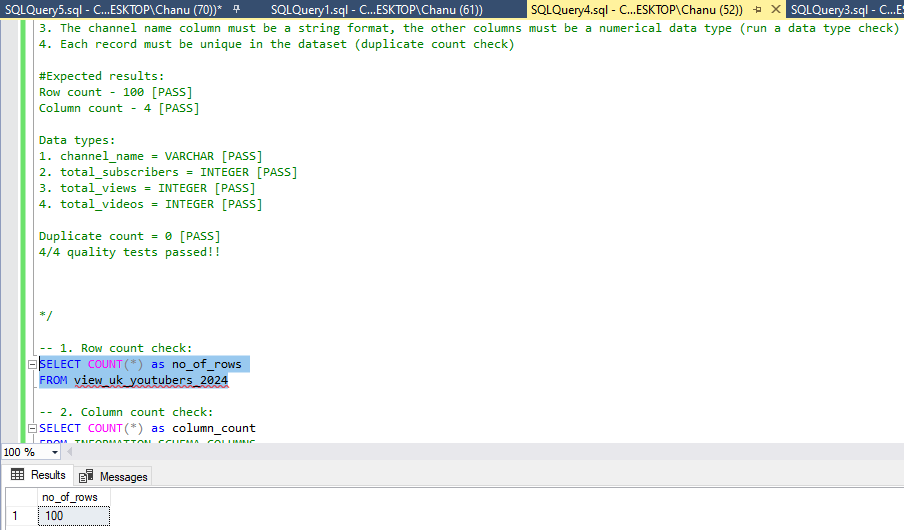 SQLQuery5.sql - C...ESKTOP\Chanu (70))* SQLQuery1.sql - C...ESKTOP\Chanu (61)) SQLQuery4.sql - C...ESKTOP\Chanu (52)) SQLQuery3.sql - C...E
3. The channel name column must be a string format, the other columns must be a numerical data type (run a data type check)
4. Each record must be unique in the dataset (duplicate count check)
#Expected results:
Row count - 100 [PASS]
Column count - 4 [PASS]
Data types:
1. channel_name = VARCHAR [PASS]
2. total_subscribers = INTEGER [PASS]
3. total_views = INTEGER [PASS]
4. total_videos = INTEGER [PASS]
Duplicate count = 0 [PASS]
4/4 quality tests passed!!
*/
-- 1. Row count check:
SELECT COUNT(*) as no_of_rows
FROM view_uk_youtubers_2024
-- 2. Column count check:
SELECT COUNT(*) as column_count
FROM INFORMATION_SCHEMA.COLUMNS
100 %
Results Messages
no_of_rows
1 100